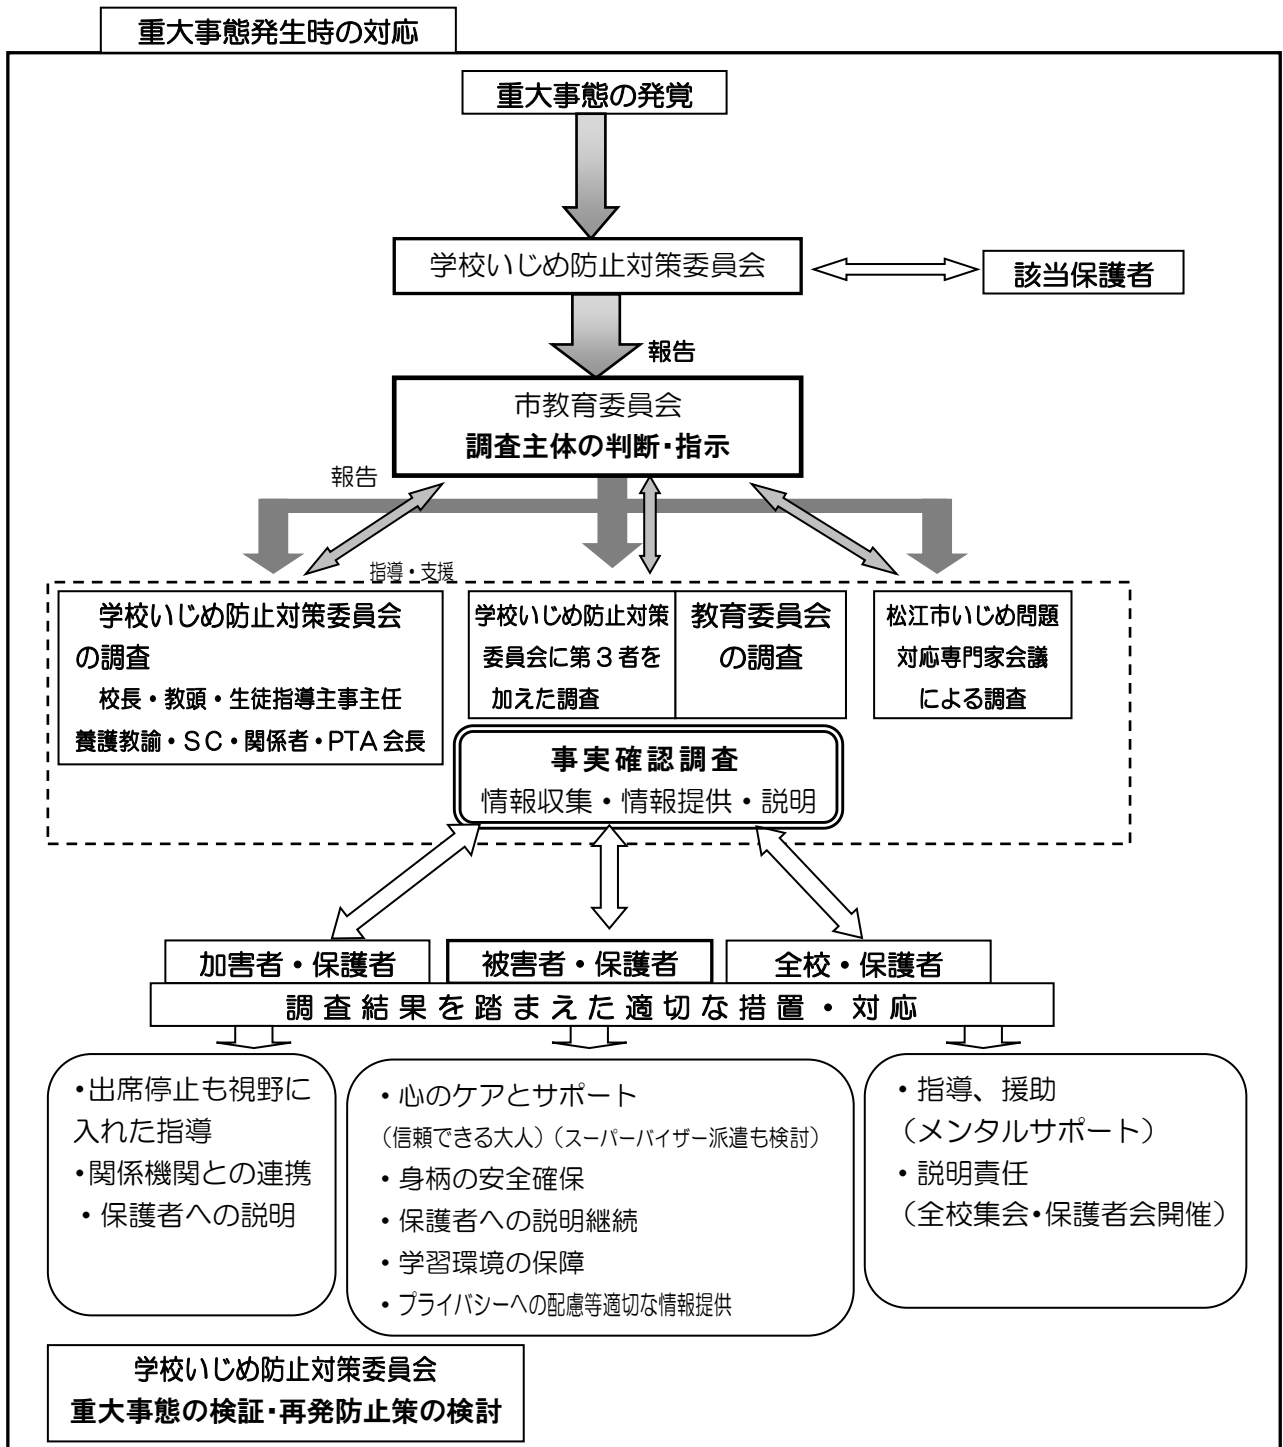 重大事態発生時の対応
重大事態の発覚
学校いじめ防止対策委員会
該当保護者
報告
市教育委員会
調査主体の判断・指示
報告
指導・支援
学校いじめ防止対策委員会
の調査
校長・教頭・生徒指導主事主任
養護教諭・SC・関係者・PTA会長
学校いじめ防止対策
委員会に第3者を
加えた調査
教育委員会
の調査
松江市いじめ問題
対応専門家会議
による調査
事実確認調査
情報収集・情報提供・説明
加害者・保護者
被害者・保護者
全校・保護者
調査結果を踏まえた適切な措置・対応
・出席停止も視野に
入れた指導
・関係機関との連携
・保護者への説明
・心のケアとサポート
（信頼できる大人）（スーパーバイザー派遣も検討）
・身柄の安全確保
・保護者への説明継続
・学習環境の保障
・プライバシーへの配慮等適切な情報提供
・指導、援助
（メンタルサポート）
・説明責任
（全校集会・保護者会開催）
学校いじめ防止対策委員会
重大事態の検証・再発防止策の検討